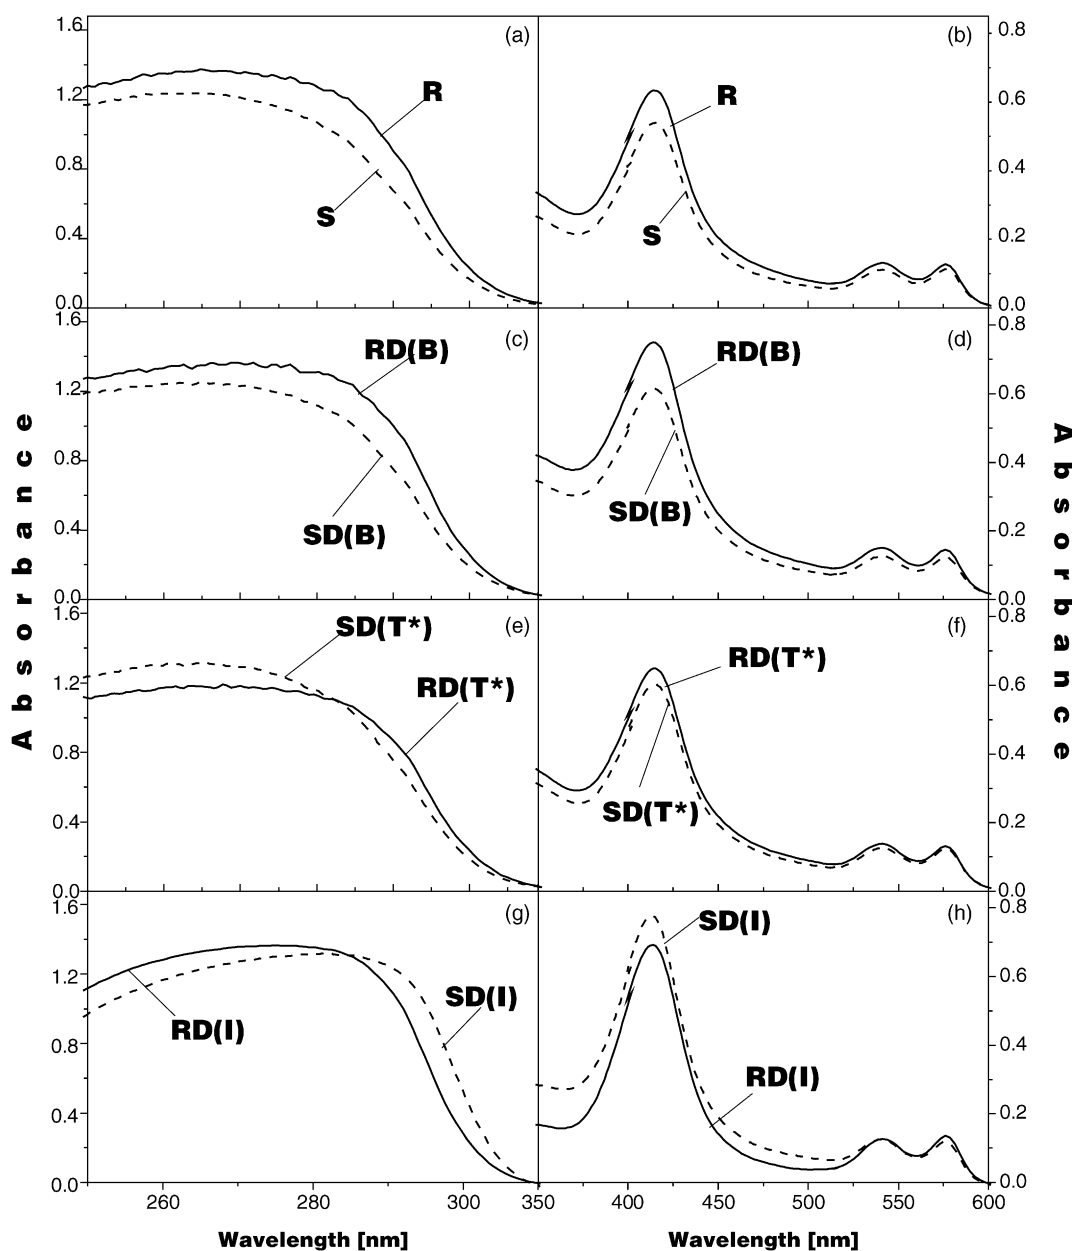 1.6
(a)
R
1.2
0.8
S
0.4
0.0
(b)
0.8
R
0.6
0.4
S
0.2
0.0
1.6
(c)
RD(B)
1.2
0.8
SD(B)
0.4
0.0
(d)
0.8
RD(B)
0.6
0.4
SD(B)
0.2
0.0
Absorbance
Absorbance
1.6
SD(T*)
(e)
1.2
RD(T*)
0.8
0.4
0.0
(f)
0.8
RD(T*)
0.6
0.4
SD(T*)
0.2
0.0
1.6
(g)
1.2
SD(I)
RD(I)
0.8
0.4
0.0
(h)
0.8
SD(I)
0.6
0.4
RD(I)
0.2
0.0
260 280 300 350 400 450 500 550 600
Wavelength [nm]
Wavelength [nm]